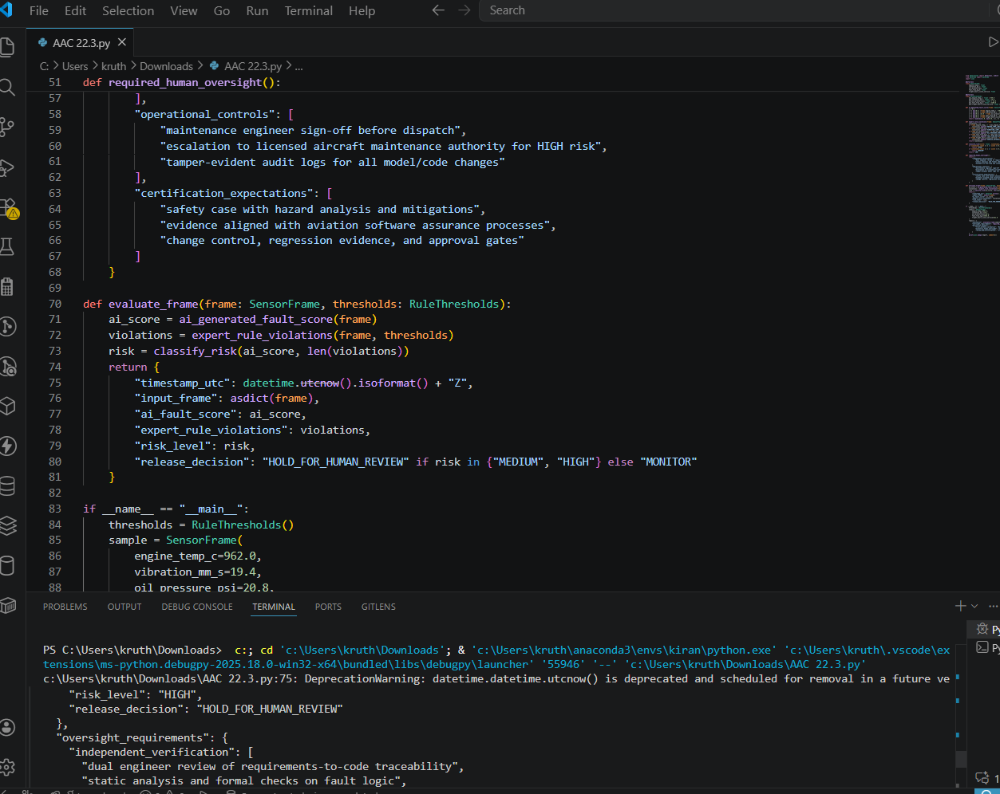 File Edit Selection View Go Run Terminal Help
Search
AAC 22.3.py
C: > Users > kruth > Downloads > AAC 22.3.py > ...
51 def required_human_oversight():
57 ],
58 "operational_controls": [
59 "maintenance engineer sign-off before dispatch",
60 "escalation to licensed aircraft maintenance authority for HIGH risk",
61 "tamper-evident audit logs for all model/code changes"
62 ],
63 "certification_expectations": [
64 "safety case with hazard analysis and mitigations",
65 "evidence aligned with aviation software assurance processes",
66 "change control, regression evidence, and approval gates"
67 ]
68 }
69
70 def evaluate_frame(frame: SensorFrame, thresholds: RuleThresholds):
71 ai_score = ai_generated_fault_score(frame)
72 violations = expert_rule_violations(frame, thresholds)
73 risk = classify_risk(ai_score, len(violations))
74 return {
75 "timestamp_utc": datetime.utcnow().isoformat() + "Z",
76 "input_frame": asdict(frame),
77 "ai_fault_score": ai_score,
78 "expert_rule_violations": violations,
79 "risk_level": risk,
80 "release_decision": "HOLD_FOR_HUMAN_REVIEW" if risk in {"MEDIUM", "HIGH"} else "MONITOR"
81 }
82
83 if __name__ == "__main__":
84 thresholds = RuleThresholds()
85 sample = SensorFrame(
86 engine_temp_c=962.0,
87 vibration_mm_s=19.4,
88 oil_pressure_psi=20.8,
PROBLEMS OUTPUT DEBUG CONSOLE TERMINAL PORTS GITLENS
PS C:\Users\kruth\Downloads> c:; cd 'c:\Users\kruth\Downloads'; & 'c:\Users\kruth\anaconda3\envs\kiran\python.exe' 'c:\Users\kruth\.vscode\ex
tensions\ms-python.debugpy-2025.18.0-win32-x64\bundled\libs\debugpy\launcher' '55946' '--' 'c:\Users\kruth\Downloads\AAC 22.3.py'
c:\Users\kruth\Downloads\AAC 22.3.py:75: DeprecationWarning: datetime.datetime.utcnow() is deprecated and scheduled for removal in a future ve
"risk_level": "HIGH",
"release_decision": "HOLD_FOR_HUMAN_REVIEW"
},
"oversight_requirements": {
"independent_verification": [
"dual engineer review of requirements-to-code traceability",
"static analysis and formal checks on fault logic",
Py
Py
1